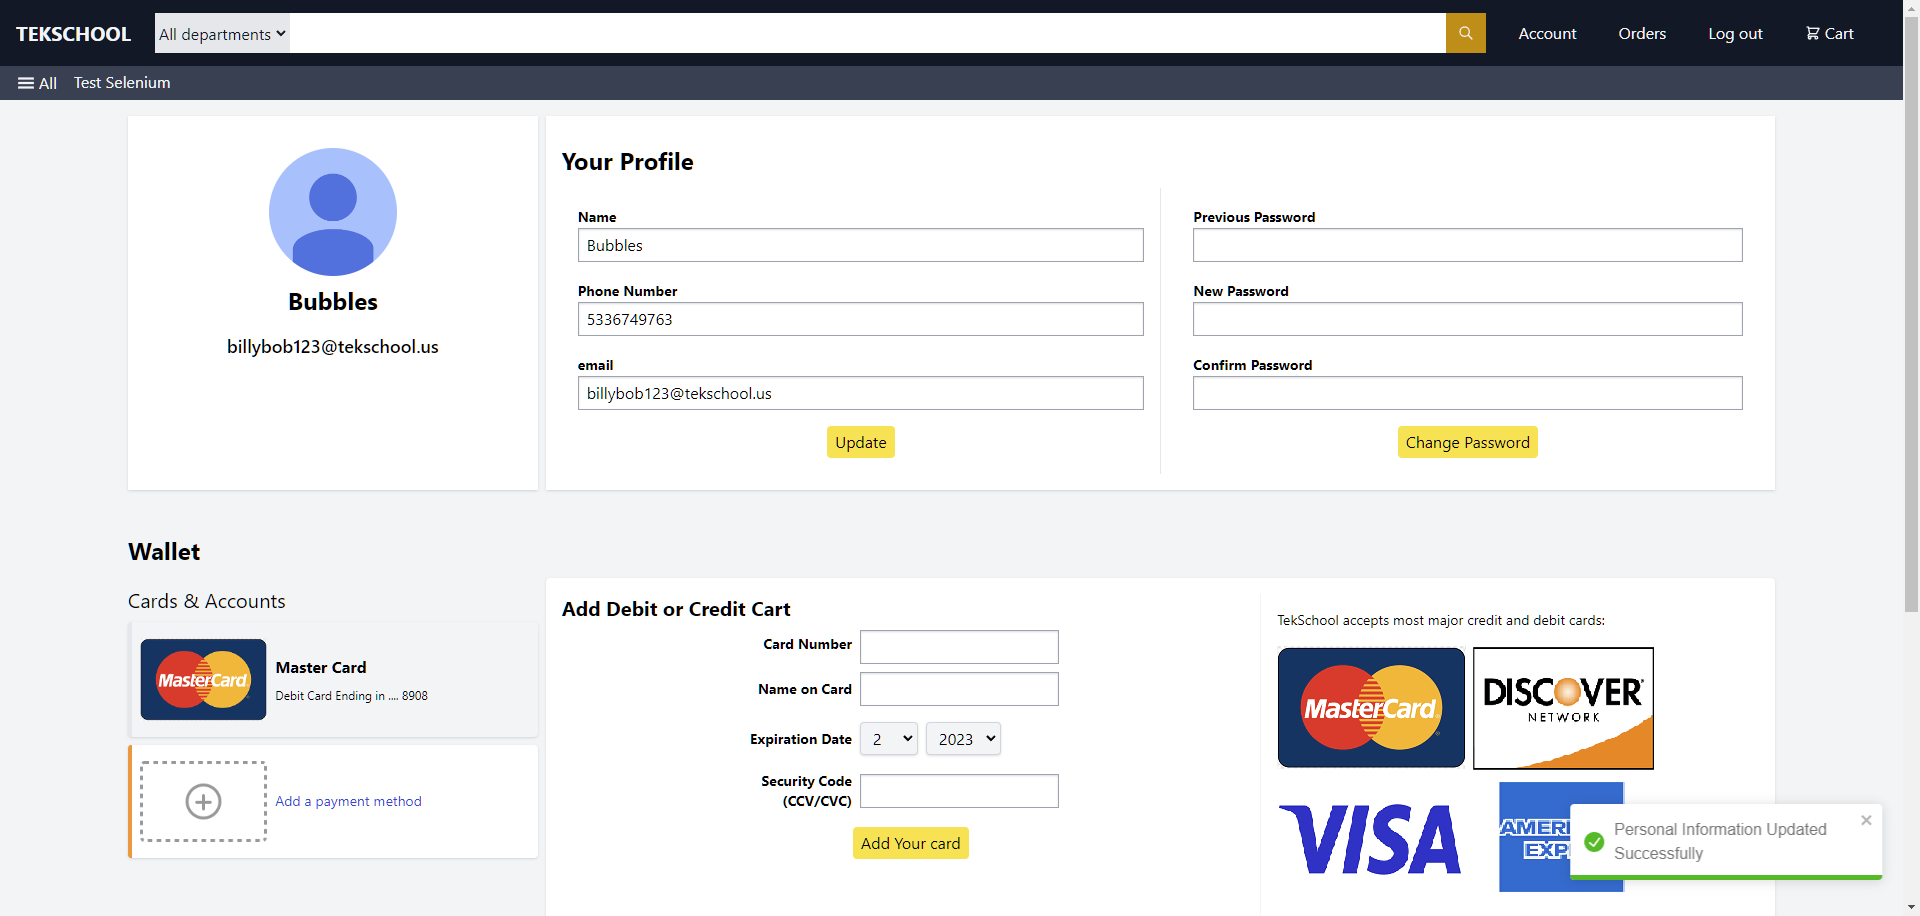 TEKSCHOOL
All departments
Account
Orders
Log out
Cart
All
Test Selenium
Bubbles
billybob123@tekschool.us
Your Profile
Name
Bubbles
Phone Number
5336749763
email
billybob123@tekschool.us
Update
Previous Password
New Password
Confirm Password
Change Password
Wallet
Cards & Accounts
MasterCard
Master Card
Debit Card Ending in .... 8908
Add a payment method
Add Debit or Credit Cart
Card Number
Name on Card
Expiration Date
2
2023
Security Code
(CCV/CVC)
Add Your card
TekSchool accepts most major credit and debit cards:
MasterCard
DISCOVER
NETWORK
VISA
AMERI
EXP
Personal Information Updated
Successfully